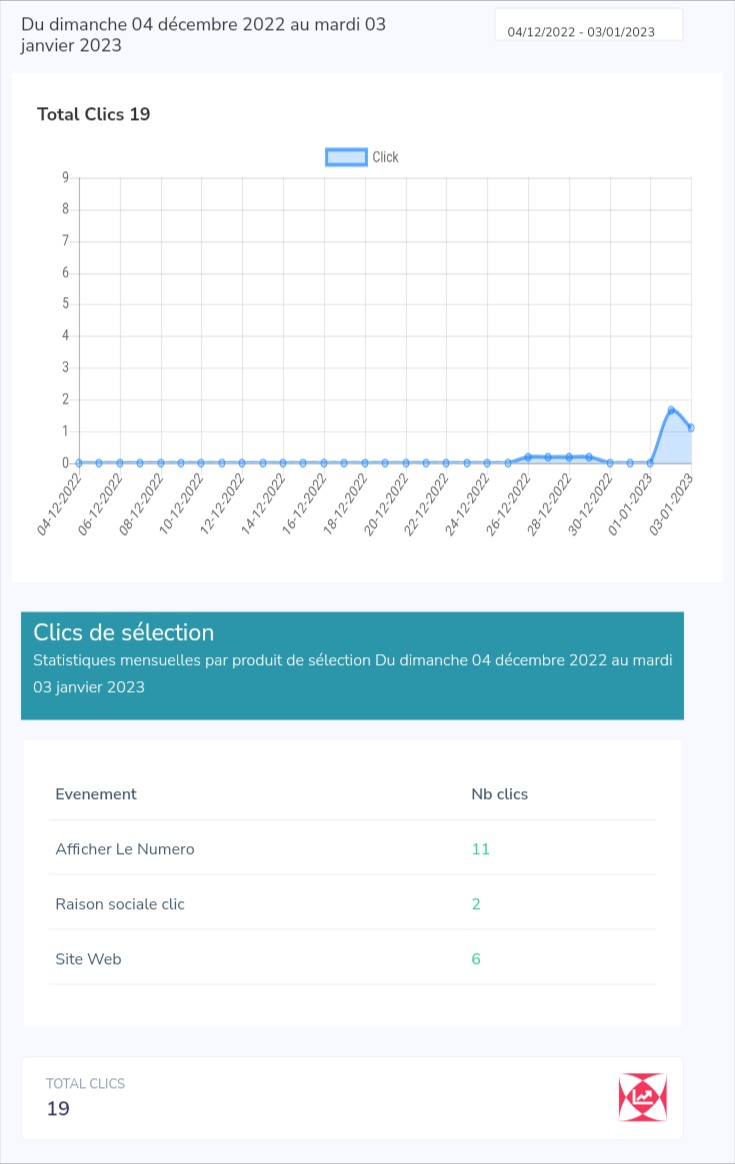 Du dimanche 04 décembre 2022 au mardi 03
janvier 2023
04/12/2022 - 03/01/2023
Total Clics 19
Click
9
8
7
6
5
4
3
2
1
0
04-12-2022
06-12-2022
08-12-2022
10-12-2022
12-12-2022
14-12-2022
16-12-2022
18-12-2022
20-12-2022
22-12-2022
24-12-2022
26-12-2022
28-12-2022
30-12-2022
01-01-2023
03-01-2023
Clics de sélection
Statistiques mensuelles par produit de sélection Du dimanche 04 décembre 2022 au mardi
03 janvier 2023
Evenement Nb clics
Afficher Le Numero 11
Raison sociale clic 2
Site Web 6
TOTAL CLICS
19